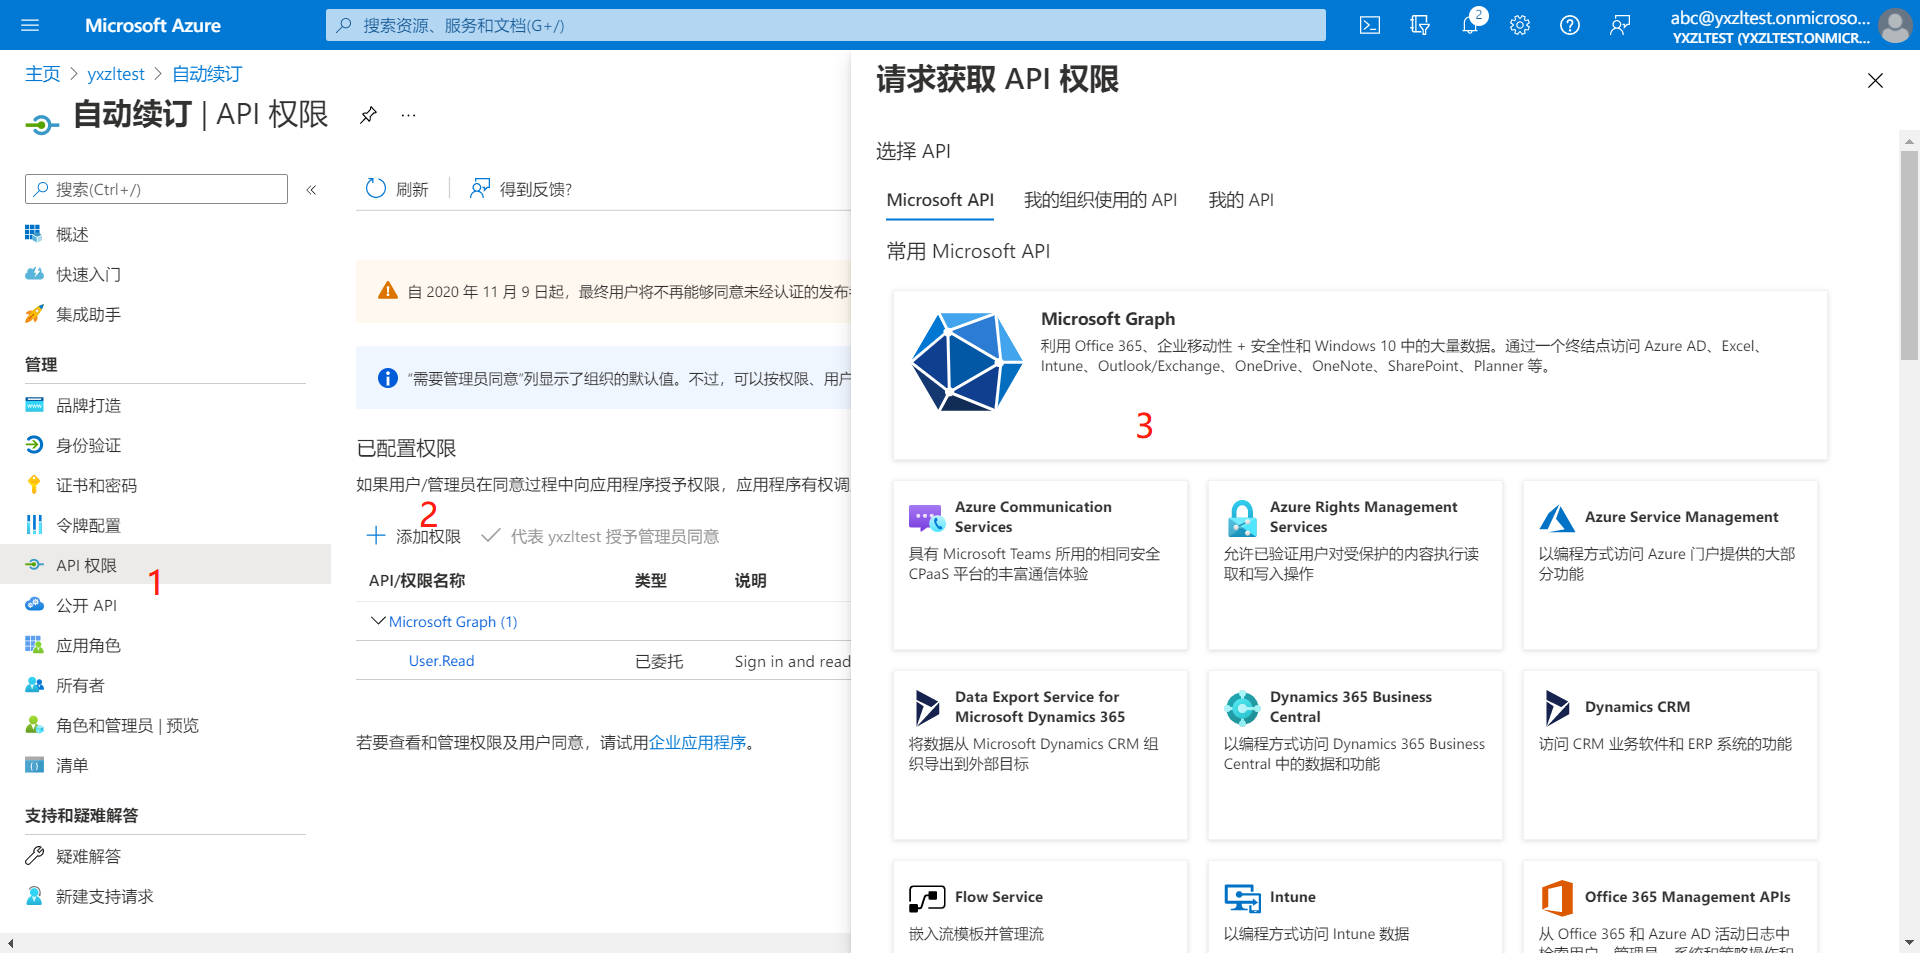 Microsoft Azure
搜索资源、服务和文档(G+/)
2
abc@yxzltest.onmicroso...
YXZLTEST (YXZLTEST.ONMICR...
主页 > yxzltest > 自动续订
自动续订 | API 权限
...
搜索(Ctrl+/)
«
概述
快速入门
集成助手
管理
品牌打造
身份验证
证书和密码
令牌配置
API 权限
1
公开 API
应用角色
所有者
角色和管理员 | 预览
清单
支持和疑难解答
疑难解答
新建支持请求
刷新
得到反馈?
自 2020 年 11 月 9 日起，最终用户将不再能够同意未经认证的发布
“需要管理员同意”列显示了组织的默认值。不过，可以按权限、用户
已配置权限
如果用户/管理员在同意过程中向应用程序授予权限，应用程序有权调
2
添加权限
代表 yxzltest 授予管理员同意
API/权限名称 类型 说明
Microsoft Graph (1)
User.Read 已委托 Sign in and read
若要查看和管理权限及用户同意，请试用企业应用程序。
请求获取 API 权限
选择 API
Microsoft API 我的组织使用的 API 我的 API
常用 Microsoft API
Microsoft Graph
利用 Office 365、企业移动性 + 安全性和 Windows 10 中的大量数据。通过一个终结点访问 Azure AD、Excel、
Intune、Outlook/Exchange、OneDrive、OneNote、SharePoint、Planner 等。
3
Azure Communication
Services
具有 Microsoft Teams 所用的相同安全
CPaaS 平台的丰富通信体验
Azure Rights Management
Services
允许已验证用户对受保护的内容执行读
取和写入操作
Azure Service Management
以编程方式访问 Azure 门户提供的大部
分功能
Data Export Service for
Microsoft Dynamics 365
将数据从 Microsoft Dynamics CRM 组
织导出到外部目标
Dynamics 365 Business
Central
以编程方式访问 Dynamics 365 Business
Central 中的数据和功能
Dynamics CRM
访问 CRM 业务软件和 ERP 系统的功能
Flow Service
嵌入流模板并管理流
Intune
以编程方式访问 Intune 数据
Office 365 Management APIs
从 Office 365 和 Azure AD 活动日志中